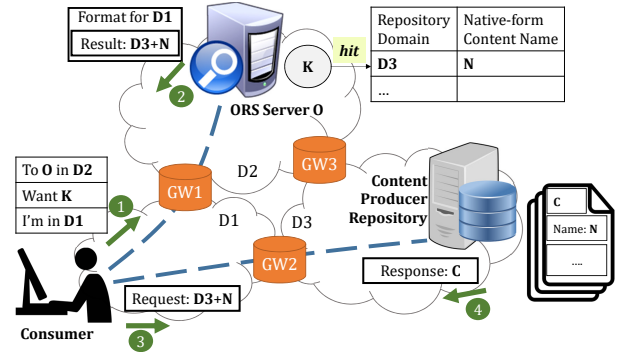 Format for D1
Result: D3+N
2
K
hit
ORS Server O
Repository
Domain
Native-form
Content Name
D3
N
...
To O in D2
Want K
I'm in D1
1
GW1
D2
GW3
D1
D3
GW2
Content
Producer
Repository
C
Name: N
....
Response: C
4
Request: D3+N
Consumer
3